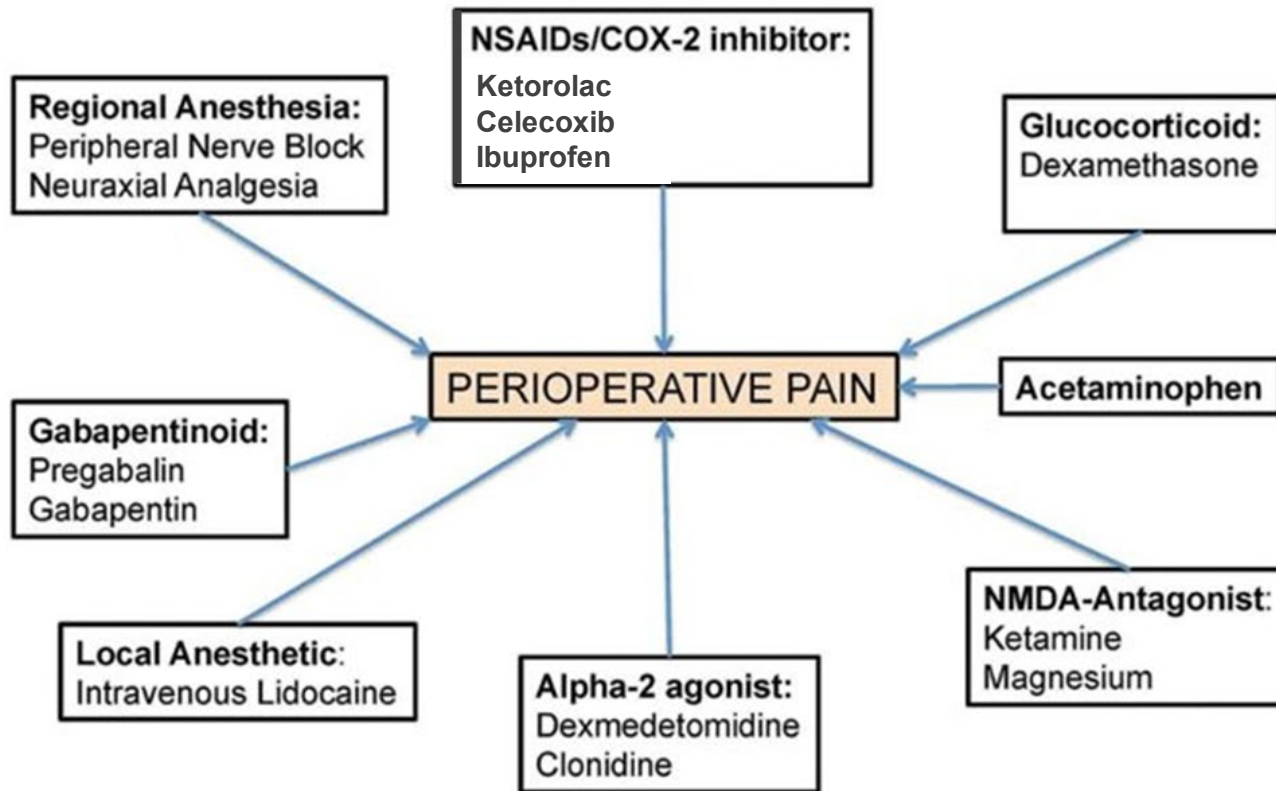 NSAIDs/COX-2 inhibitor:
Ketorolac
Celecoxib
Ibuprofen
Regional Anesthesia:
Peripheral Nerve Block
Neuraxial Analgesia
Glucocorticoid:
Dexamethasone
PERIOPERATIVE PAIN
Acetaminophen
Gabapentinoid:
Pregabalin
Gabapentin
NMDA-Antagonist:
Ketamine
Magnesium
Local Anesthetic:
Intravenous Lidocaine
Alpha-2 agonist:
Dexmedetomidine
Clonidine